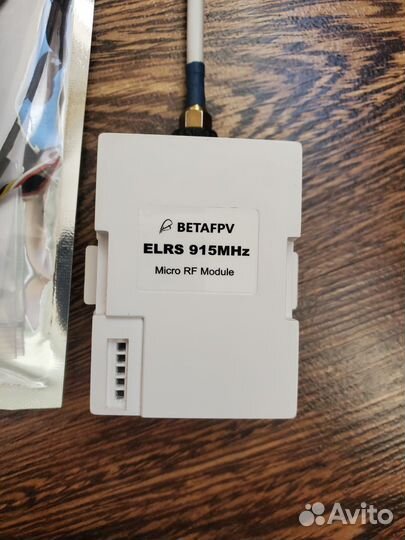 BETAFPV
ELRS 915MHz
Micro RF Module
Avito